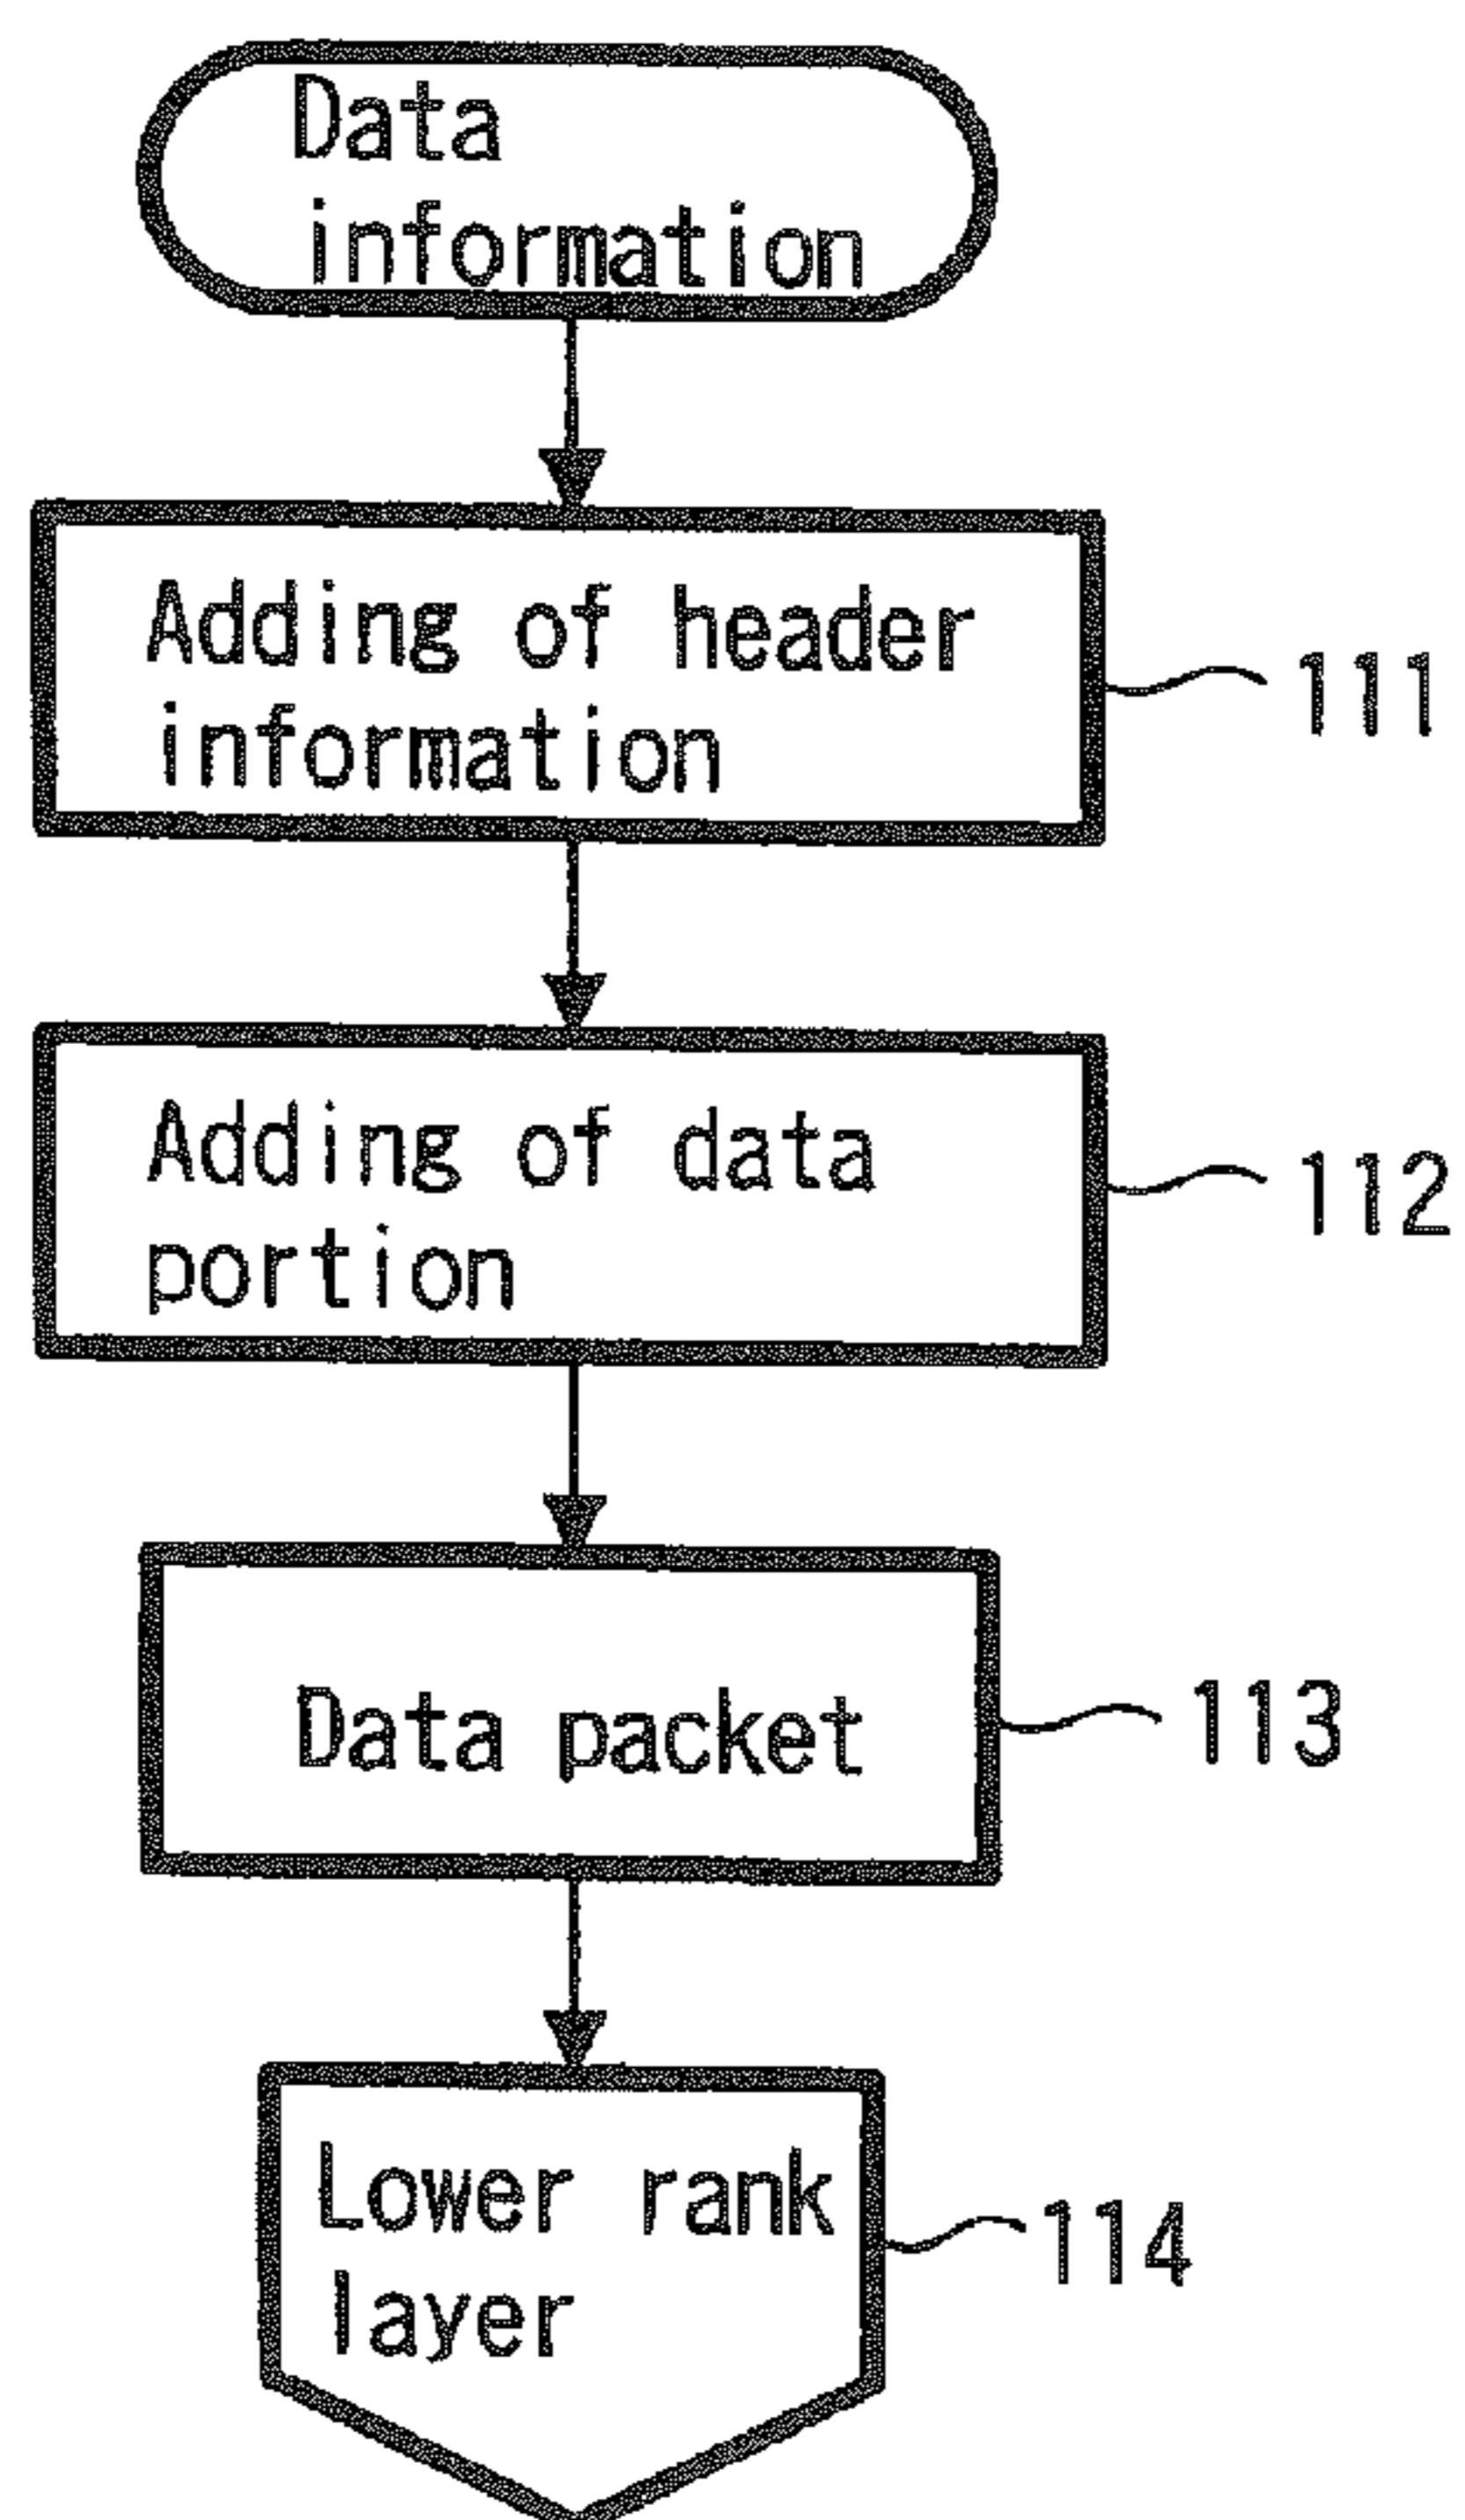 Data
information
Adding of header
information
111
Adding of data
portion
112
Data packet
113
Lower rank
layer
114